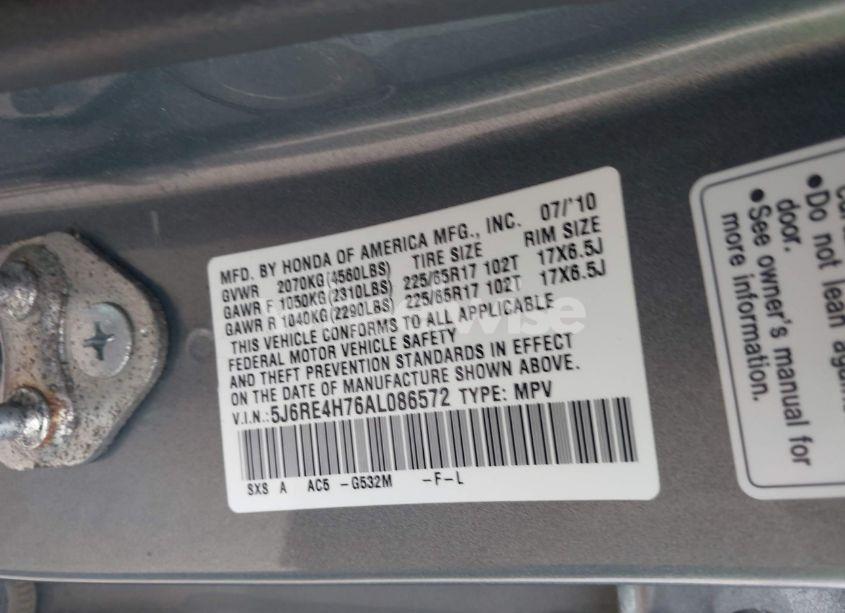 MFD. BY HONDA OF AMERICA MFG., INC. 07/'10
GVWR 2070KG(4560LBS) TIRE SIZE RIM SIZE
GAWR F 1050KG(2310LBS) 225/65R17 102T 17X6.5J
GAWR R 1040KG(2290LBS) 225/65R17 102T 17X6.5J
THIS VEHICLE CONFORMS TO ALL APPLICABLE
FEDERAL MOTOR VEHICLE SAFETY
AND THEFT PREVENTION STANDARDS IN EFFECT
ON THE DATE OF MANUFACTURE SHOWN ABOVE.
V.I.N.: 5J6RE4H76AL086572 TYPE: MPV
SXS A AC5 -G532M -F-L
•Do not lean again
door.
•See owner's manual for
more information.